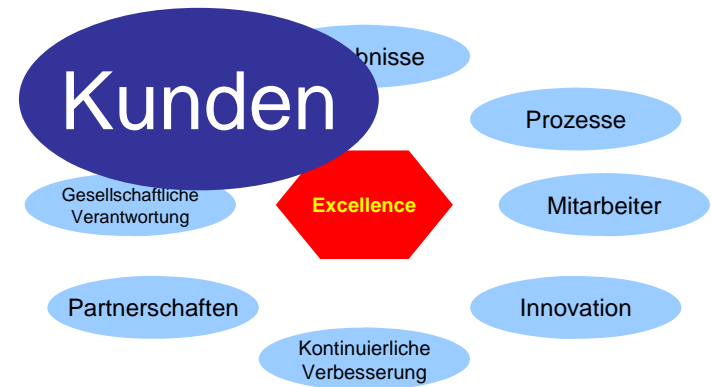 bnisse
Kunden
Prozesse
Gesellschaftliche
Verantwortung
Excellence
Mitarbeiter
Partnerschaften
Innovation
Kontinuierliche
Verbesserung